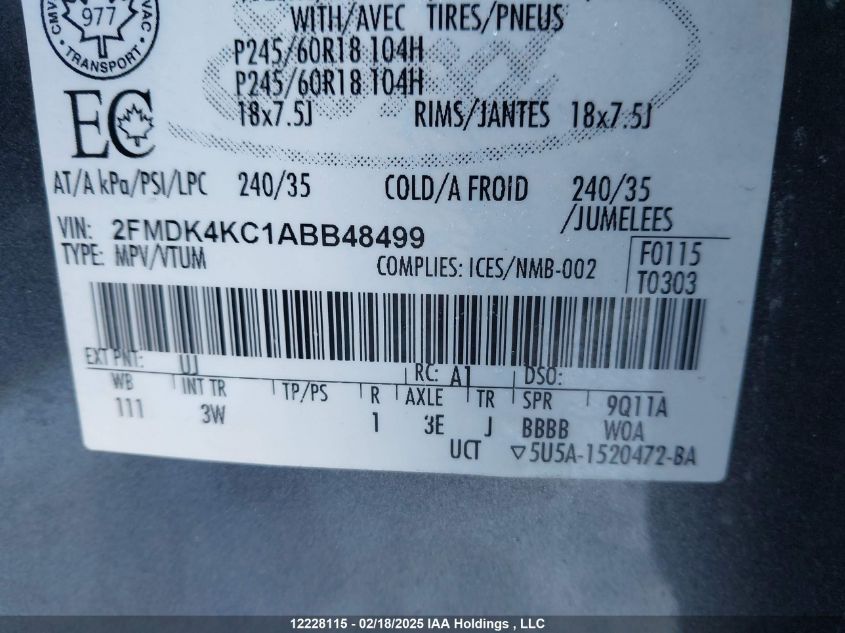 CMV VAC
977
TRANSPORT
WITH/AVEC TIRES/PNEUS
P245/60R18 104H
P245/60R18 104H
18x7.5J RIMS/JANTES 18x7.5J
EC
AT/A kPa/PSI/LPC 240/35 COLD/A FROID 240/35
/JUMELEES
VIN: 2FMDK4KC1ABB48499
TYPE: MPV/VTUM
COMPLIES: ICES/NMB-002
F0115
T0303
EXT PNT: UJ RC: A1 DSO:
WB INT TR TP/PS R AXLE TR SPR 9Q11A
111 3W 1 3E J BBBB W0A
UCT ▽5U5A-1520472-BA
12228115 - 02/18/2025 IAA Holdings , LLC